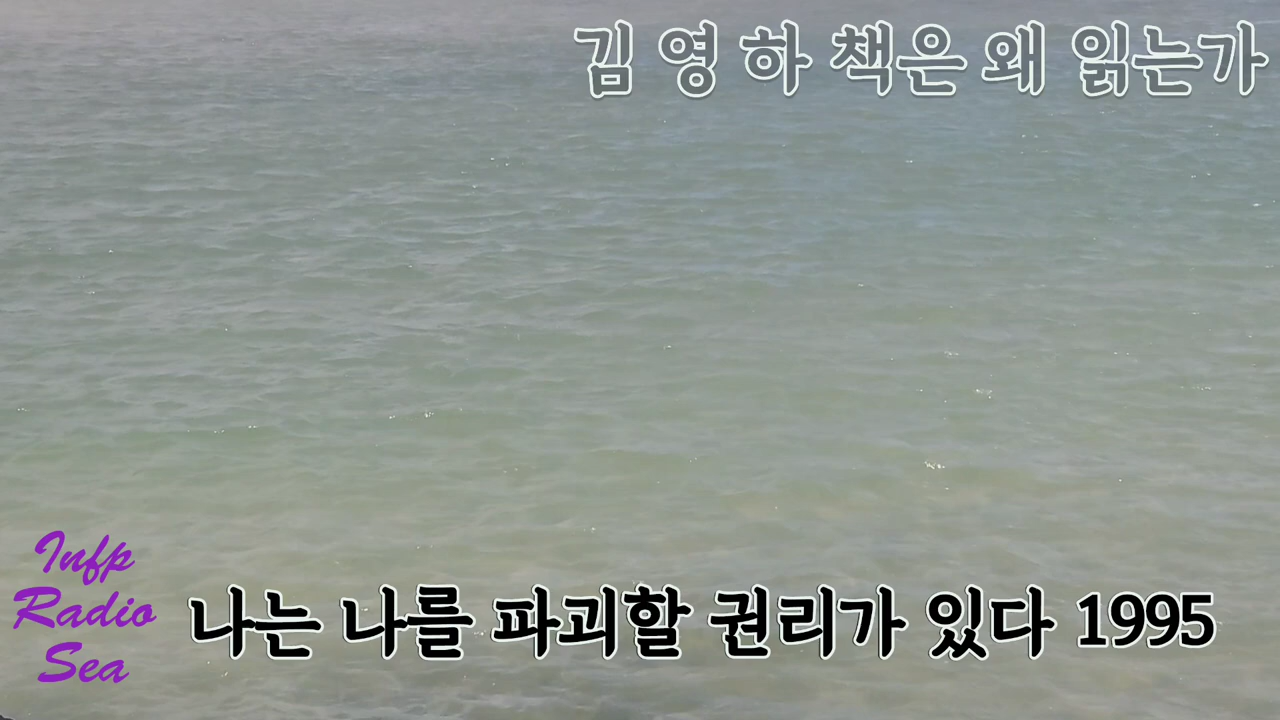 김 영 하 책은 왜 읽는가
Infp
Radio
Sea
나는 나를 파괴할 권리가 있다 1995